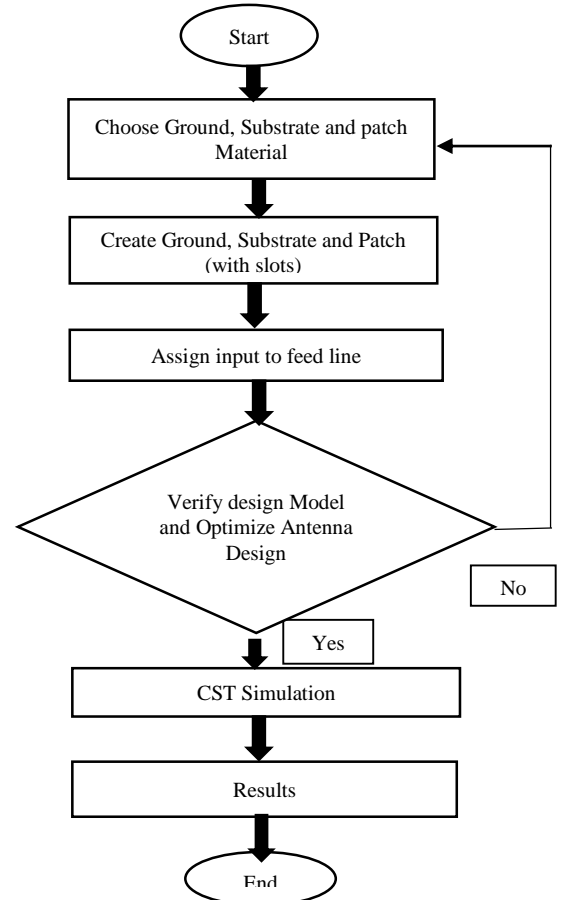 Start
Choose Ground, Substrate and patch
Material
Create Ground, Substrate and Patch
(with slots)
Assign input to feed line
Verify design Model
and Optimize Antenna
Design
No
Yes
CST Simulation
Results
End